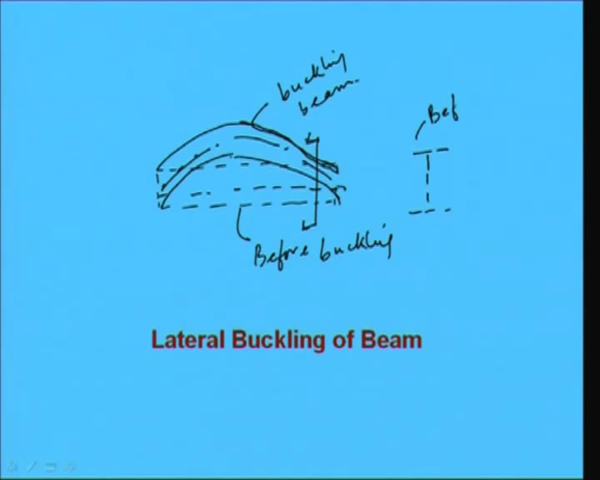 buckling
beam.
Bef
Before buckling
Lateral Buckling of Beam